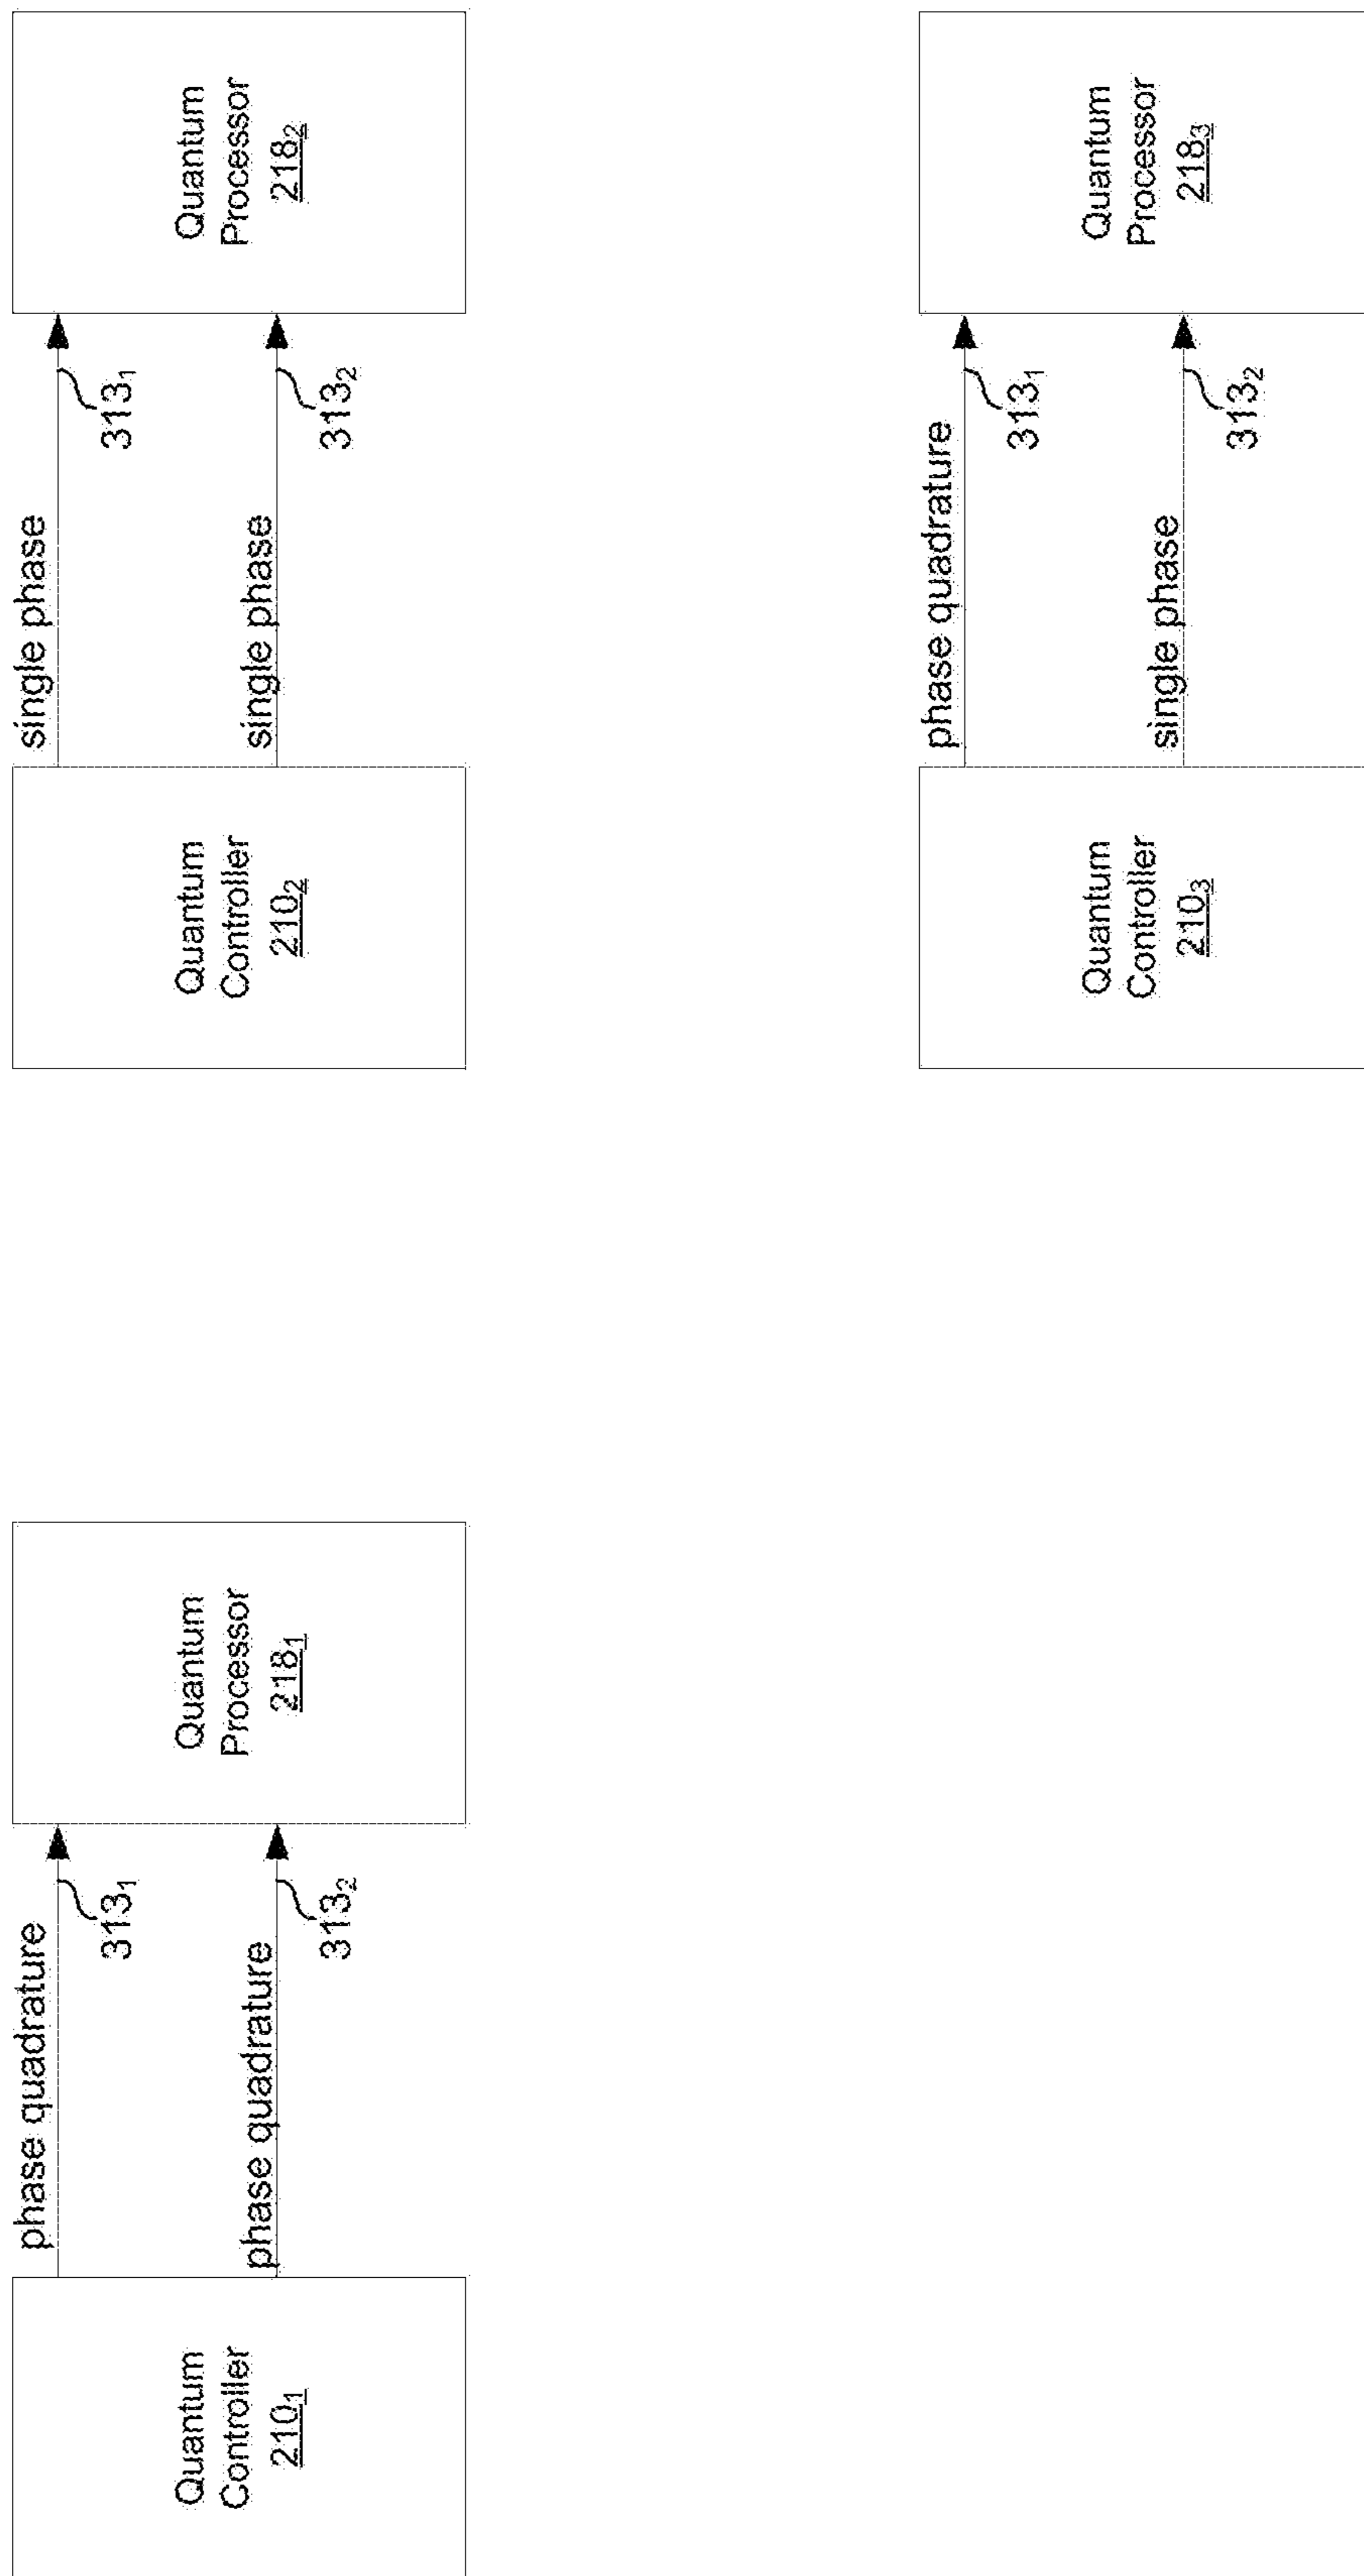 phase quadrature
Quantum
Controller
210₁
313₁
phase quadrature
313₂
Quantum
Processor
218₁
single phase
Quantum
Controller
210₂
313₁
single phase
313₂
Quantum
Processor
218₂
phase quadrature
Quantum
Controller
210₃
313₁
single phase
313₂
Quantum
Processor
218₃